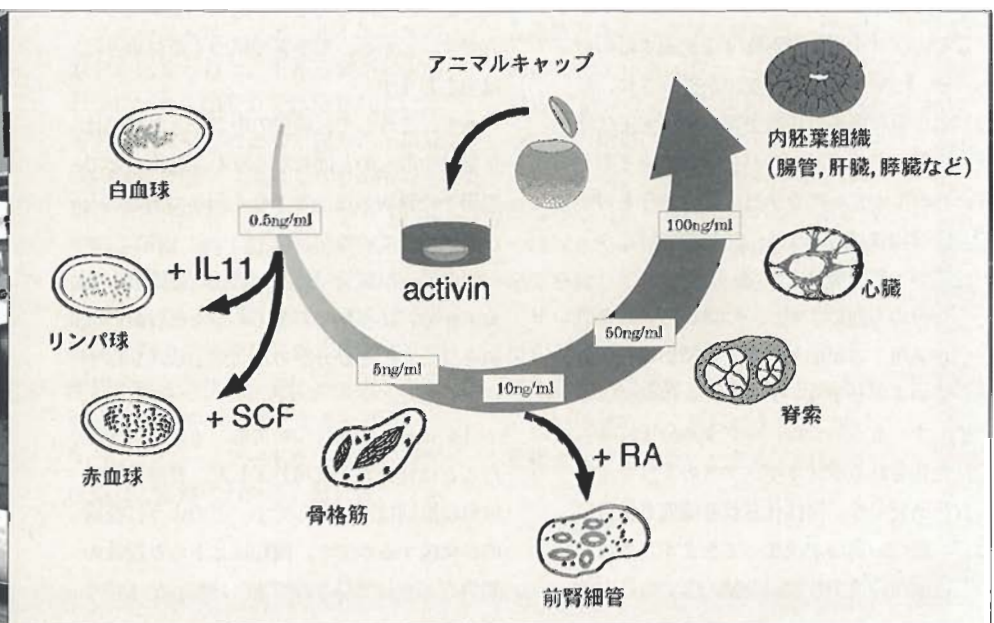 アニマルキャップ
内胚葉組織
(腸管, 肝臓, 膵臓など)
白血球
0.5ng/ml
100ng/ml
+ IL11
activin
心臓
リンパ球
50ng/ml
5ng/ml
10ng/ml
脊索
+ SCF
赤血球
+ RA
骨格筋
前腎細管